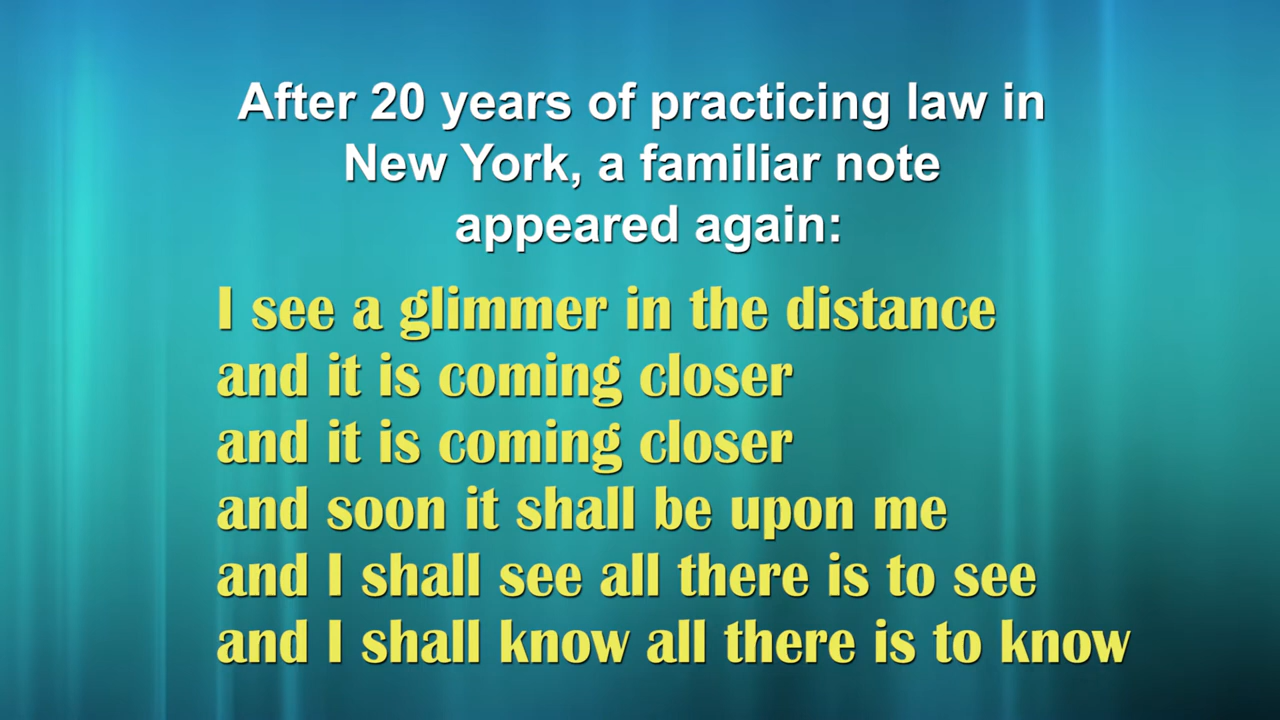 After 20 years of practicing law in
New York, a familiar note
appeared again:
I see a glimmer in the distance
and it is coming closer
and it is coming closer
and soon it shall be upon me
and I shall see all there is to see
and I shall know all there is to know